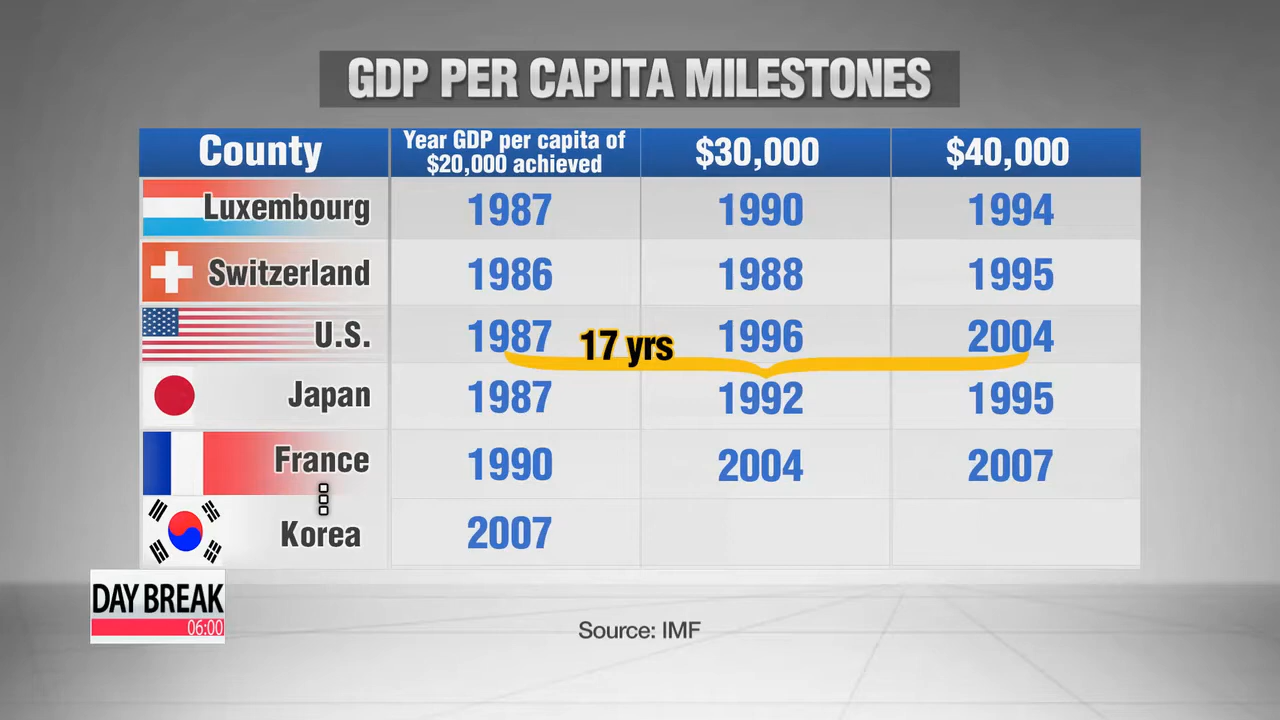 GDP PER CAPITA MILESTONES
County
Year GDP per capita of
$20,000 achieved
$30,000
$40,000
Luxembourg
1987
1990
1994
Switzerland
1986
1988
1995
U.S.
1987
17 yrs
1996
2004
Japan
1987
1992
1995
France
1990
2004
2007
Korea
2007
DAY BREAK
06:00
Source: IMF